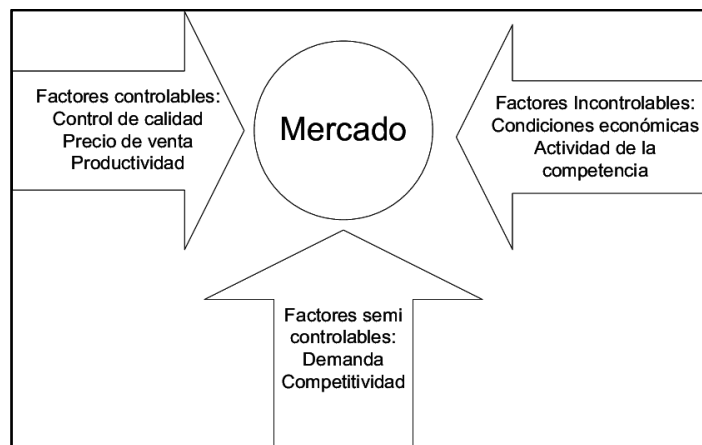 Factores controlables:
Control de calidad
Precio de venta
Productividad
Mercado
Factores Incontrolables:
Condiciones económicas
Actividad de la
competencia
Factores semi
controlables:
Demanda
Competitividad